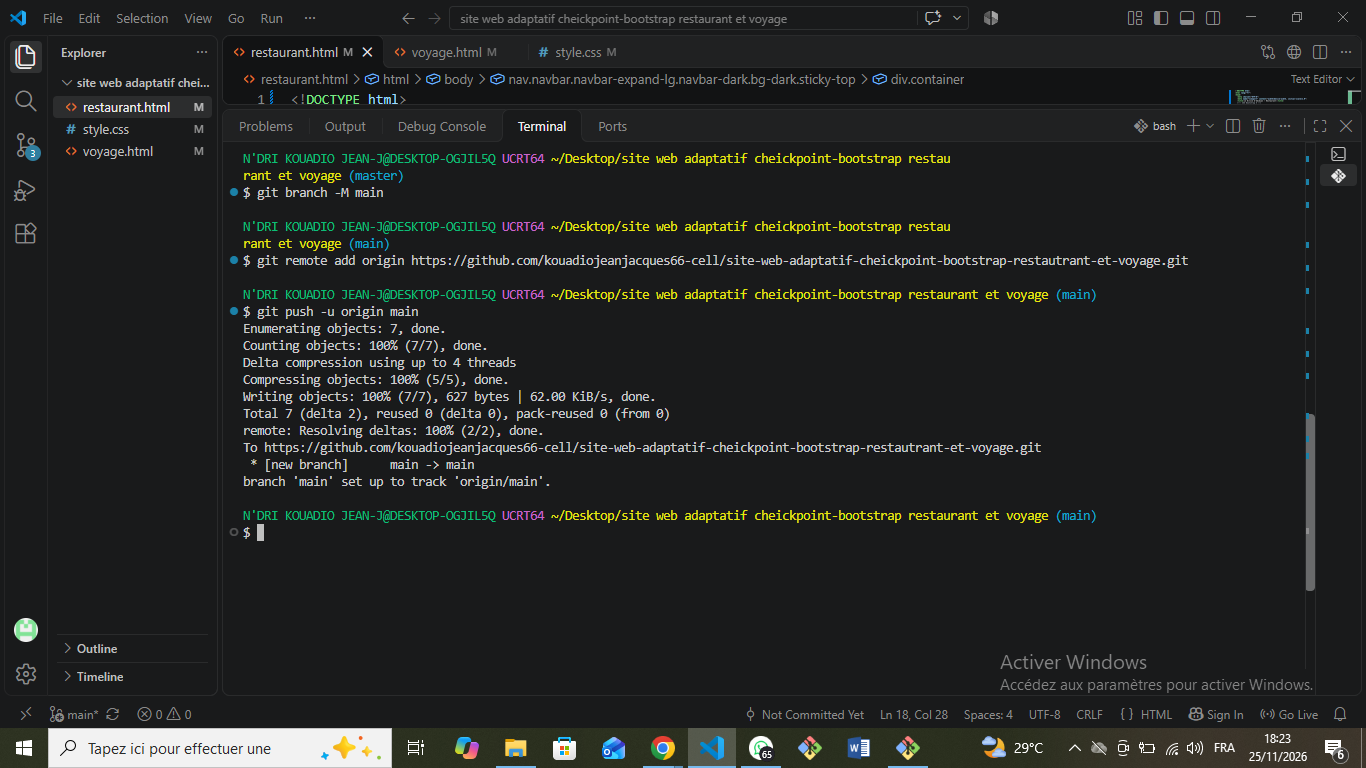 File Edit Selection View Go Run ···
site web adaptatif cheickpoint-bootstrap restaurant et voyage
Explorer
site web adaptatif chei...
restaurant.html M
style.css M
voyage.html M
3
Outline
Timeline
restaurant.html M voyage.html M style.css M
restaurant.html > html > body > nav.navbar.navbar-expand-lg.navbar-dark.bg-dark.sticky-top > div.container
Text Editor
1 <!DOCTYPE html>
Problems Output Debug Console Terminal Ports
bash
N'DRI KOUADIO JEAN-J@DESKTOP-OGJIL5Q UCRT64 ~/Desktop/site web adaptatif cheickpoint-bootstrap restau
rant et voyage (master)
$ git branch -M main
N'DRI KOUADIO JEAN-J@DESKTOP-OGJIL5Q UCRT64 ~/Desktop/site web adaptatif cheickpoint-bootstrap restau
rant et voyage (main)
$ git remote add origin https://github.com/kouadiojeanjacques66-cell/site-web-adaptatif-cheickpoint-bootstrap-restautrant-et-voyage.git
N'DRI KOUADIO JEAN-J@DESKTOP-OGJIL5Q UCRT64 ~/Desktop/site web adaptatif cheickpoint-bootstrap restaurant et voyage (main)
$ git push -u origin main
Enumerating objects: 7, done.
Counting objects: 100% (7/7), done.
Delta compression using up to 4 threads
Compressing objects: 100% (5/5), done.
Writing objects: 100% (7/7), 627 bytes | 62.00 KiB/s, done.
Total 7 (delta 2), reused 0 (delta 0), pack-reused 0 (from 0)
remote: Resolving deltas: 100% (2/2), done.
To https://github.com/kouadiojeanjacques66-cell/site-web-adaptatif-cheickpoint-bootstrap-restautrant-et-voyage.git
 * [new branch]      main -> main
branch 'main' set up to track 'origin/main'.
N'DRI KOUADIO JEAN-J@DESKTOP-OGJIL5Q UCRT64 ~/Desktop/site web adaptatif cheickpoint-bootstrap restaurant et voyage (main)
$
Activer Windows
Accédez aux paramètres pour activer Windows.
main* 0 0 Not Committed Yet Ln 18, Col 28 Spaces: 4 UTF-8 CRLF { } HTML Sign In Go Live
Tapez ici pour effectuer une
65
29°C
FRA
18:23
25/11/2026
6